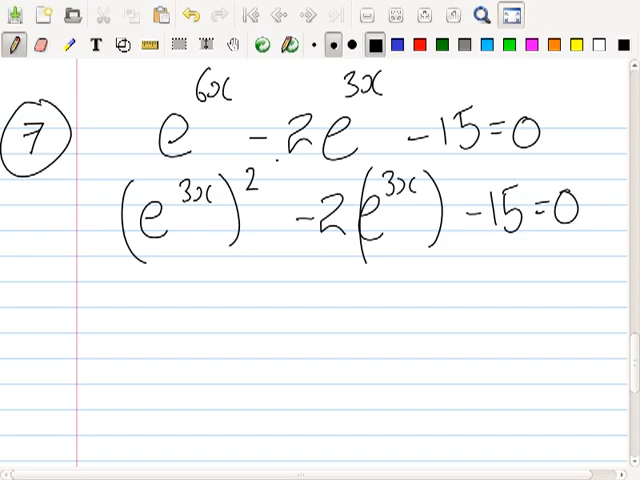 ⑦ e^{6x} - 2e^{3x} - 15 = 0
(e^{3x})^2 - 2(e^{3x}) - 15 = 0